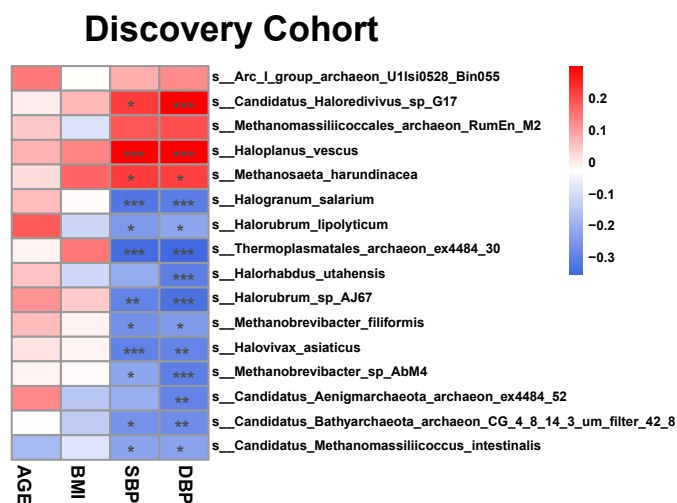 Discovery Cohort
s__Arc_I_group_archaeon_U1lsi0528_Bin055
s__Candidatus_Haloredivivus_sp_G17
* ***
s__Methanomassiliicoccales_archaeon_RumEn_M2
s__Haloplanus_vescus
*** ***
s__Methanosaeta_harundinacea
* *
s__Halogranum_salarium
*** ***
s__Halorubrum_lipolyticum
* *
s__Thermoplasmatales_archaeon_ex4484_30
*** ***
s__Halorhabdus_utahensis
***
s__Halorubrum_sp_AJ67
** ***
s__Methanobrevibacter_filiformis
* *
s__Halovivax_asiaticus
*** **
s__Methanobrevibacter_sp_AbM4
* ***
s__Candidatus_Aenigmarchaeota_archaeon_ex4484_52
**
s__Candidatus_Bathyarchaeota_archaeon_CG_4_8_14_3_um_filter_42_8
* **
s__Candidatus_Methanomassiliicoccus_intestinalis
* *
AGE
BMI
SBP
DBP
0.2
0.1
0
−0.1
−0.2
−0.3